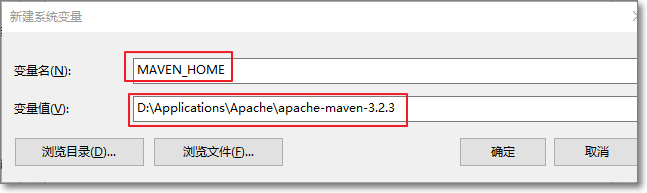 新建系统变量
变量名(N):
MAVEN_HOME
变量值(V):
D:\Applications\Apache\apache-maven-3.2.3
浏览目录(D)... 浏览文件(F)... 确定 取消